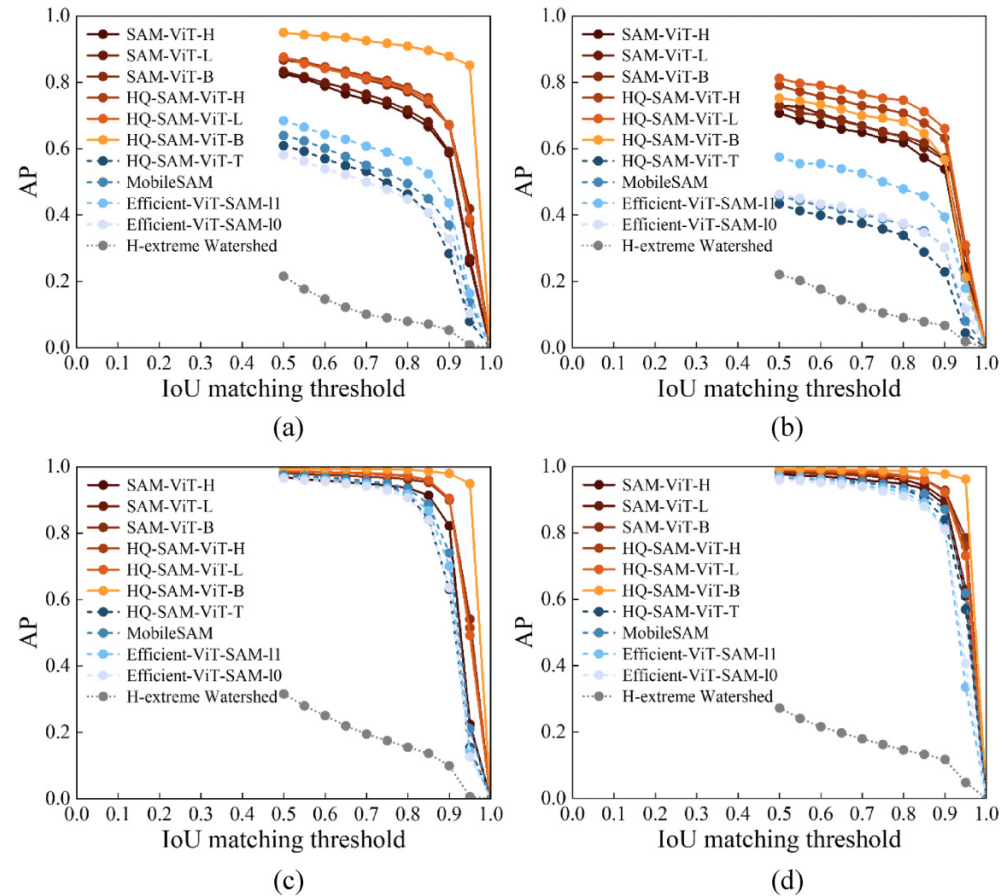 1.0
0.8
0.6
0.4
0.2
0.0
AP
SAM-ViT-H
SAM-ViT-L
SAM-ViT-B
HQ-SAM-ViT-H
HQ-SAM-ViT-L
HQ-SAM-ViT-B
HQ-SAM-ViT-T
MobileSAM
Efficient-ViT-SAM-l1
Efficient-ViT-SAM-l0
H-extreme Watershed
0.0 0.1 0.2 0.3 0.4 0.5 0.6 0.7 0.8 0.9 1.0
IoU matching threshold
(a)
1.0
0.8
0.6
0.4
0.2
0.0
AP
SAM-ViT-H
SAM-ViT-L
SAM-ViT-B
HQ-SAM-ViT-H
HQ-SAM-ViT-L
HQ-SAM-ViT-B
HQ-SAM-ViT-T
MobileSAM
Efficient-ViT-SAM-l1
Efficient-ViT-SAM-l0
H-extreme Watershed
0.0 0.1 0.2 0.3 0.4 0.5 0.6 0.7 0.8 0.9 1.0
IoU matching threshold
(b)
1.0
0.8
0.6
0.4
0.2
0.0
AP
SAM-ViT-H
SAM-ViT-L
SAM-ViT-B
HQ-SAM-ViT-H
HQ-SAM-ViT-L
HQ-SAM-ViT-B
HQ-SAM-ViT-T
MobileSAM
Efficient-ViT-SAM-l1
Efficient-ViT-SAM-l0
H-extreme Watershed
0.0 0.1 0.2 0.3 0.4 0.5 0.6 0.7 0.8 0.9 1.0
IoU matching threshold
(c)
1.0
0.8
0.6
0.4
0.2
0.0
AP
SAM-ViT-H
SAM-ViT-L
SAM-ViT-B
HQ-SAM-ViT-H
HQ-SAM-ViT-L
HQ-SAM-ViT-B
HQ-SAM-ViT-T
MobileSAM
Efficient-ViT-SAM-l1
Efficient-ViT-SAM-l0
H-extreme Watershed
0.0 0.1 0.2 0.3 0.4 0.5 0.6 0.7 0.8 0.9 1.0
IoU matching threshold
(d)